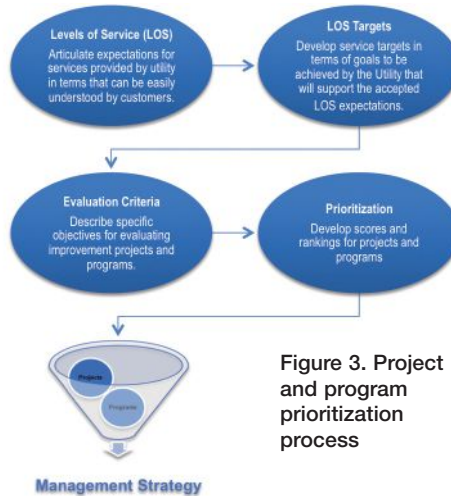 Levels of Service (LOS)
Articulate expectations for
services provided by utility
in terms that can be easily
understood by customers.
LOS Targets
Develop service targets in
terms of goals to be
achieved by the Utility that
will support the accepted
LOS expectations.
Evaluation Criteria
Describe specific
objectives for evaluating
improvement projects and
programs.
Prioritization
Develop scores and
rankings for projects and
programs
Projects
Programs
Management Strategy
Figure 3. Project
and program
prioritization
process